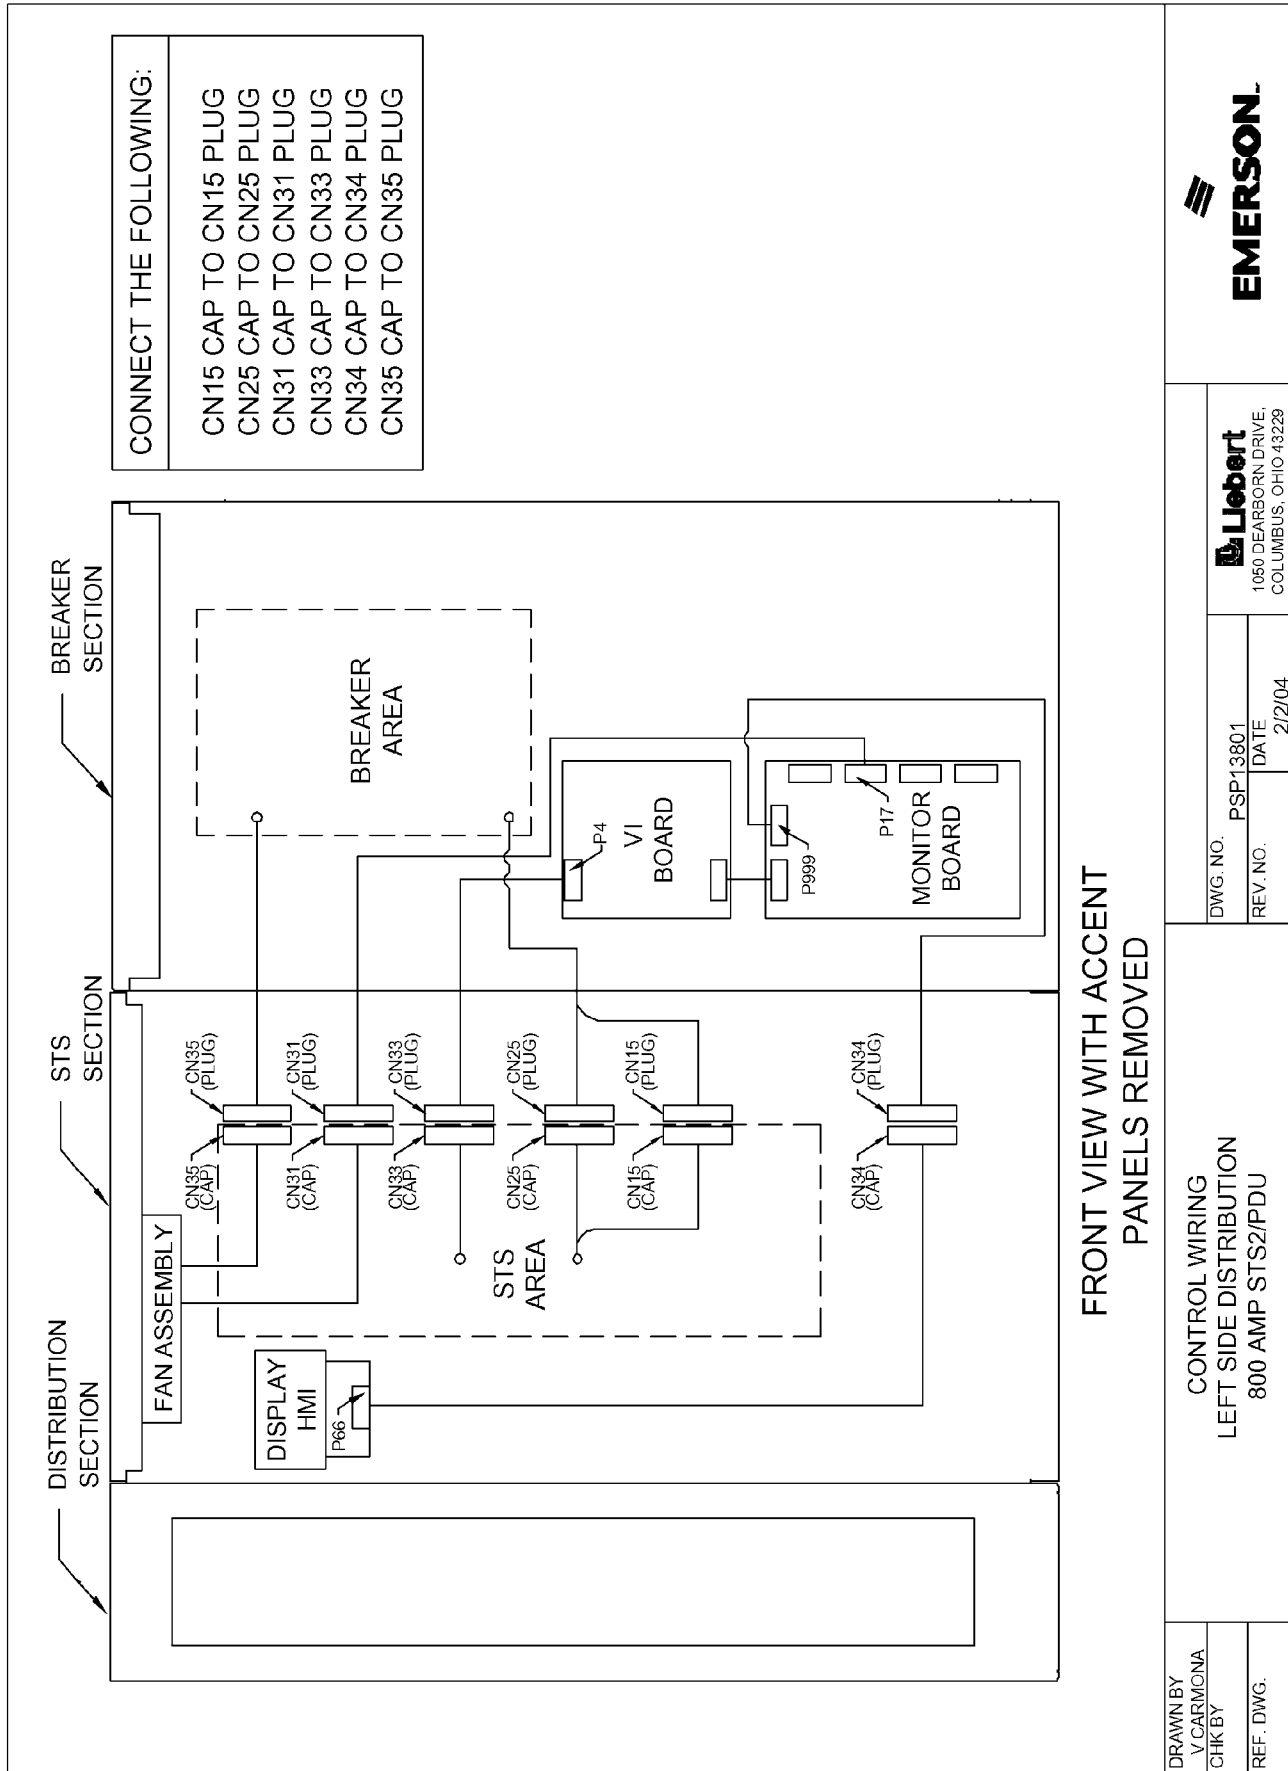 DISTRIBUTION
SECTION
STS
SECTION
BREAKER
SECTION
CONNECT THE FOLLOWING:
CN15 CAP TO CN15 PLUG
CN25 CAP TO CN25 PLUG
CN31 CAP TO CN31 PLUG
CN33 CAP TO CN33 PLUG
CN34 CAP TO CN34 PLUG
CN35 CAP TO CN35 PLUG
FAN ASSEMBLY
DISPLAY
HMI
P66
CN35
(CAP)
CN35
(PLUG)
CN31
(CAP)
CN31
(PLUG)
CN33
(CAP)
CN33
(PLUG)
CN25
(CAP)
CN25
(PLUG)
CN15
(CAP)
CN15
(PLUG)
CN34
(CAP)
CN34
(PLUG)
STS
AREA
BREAKER
AREA
P4
VI
BOARD
P999
P17
MONITOR
BOARD
FRONT VIEW WITH ACCENT
PANELS REMOVED
DRAWN BY
V CARMONA
CHK BY
REF. DWG.
CONTROL WIRING
LEFT SIDE DISTRIBUTION
800 AMP STS2/PDU
DWG. NO.
PSP13801
REV. NO.
DATE
2/2/04
Liebert
1050 DEARBORN DRIVE,
COLUMBUS, OHIO 43229
EMERSON